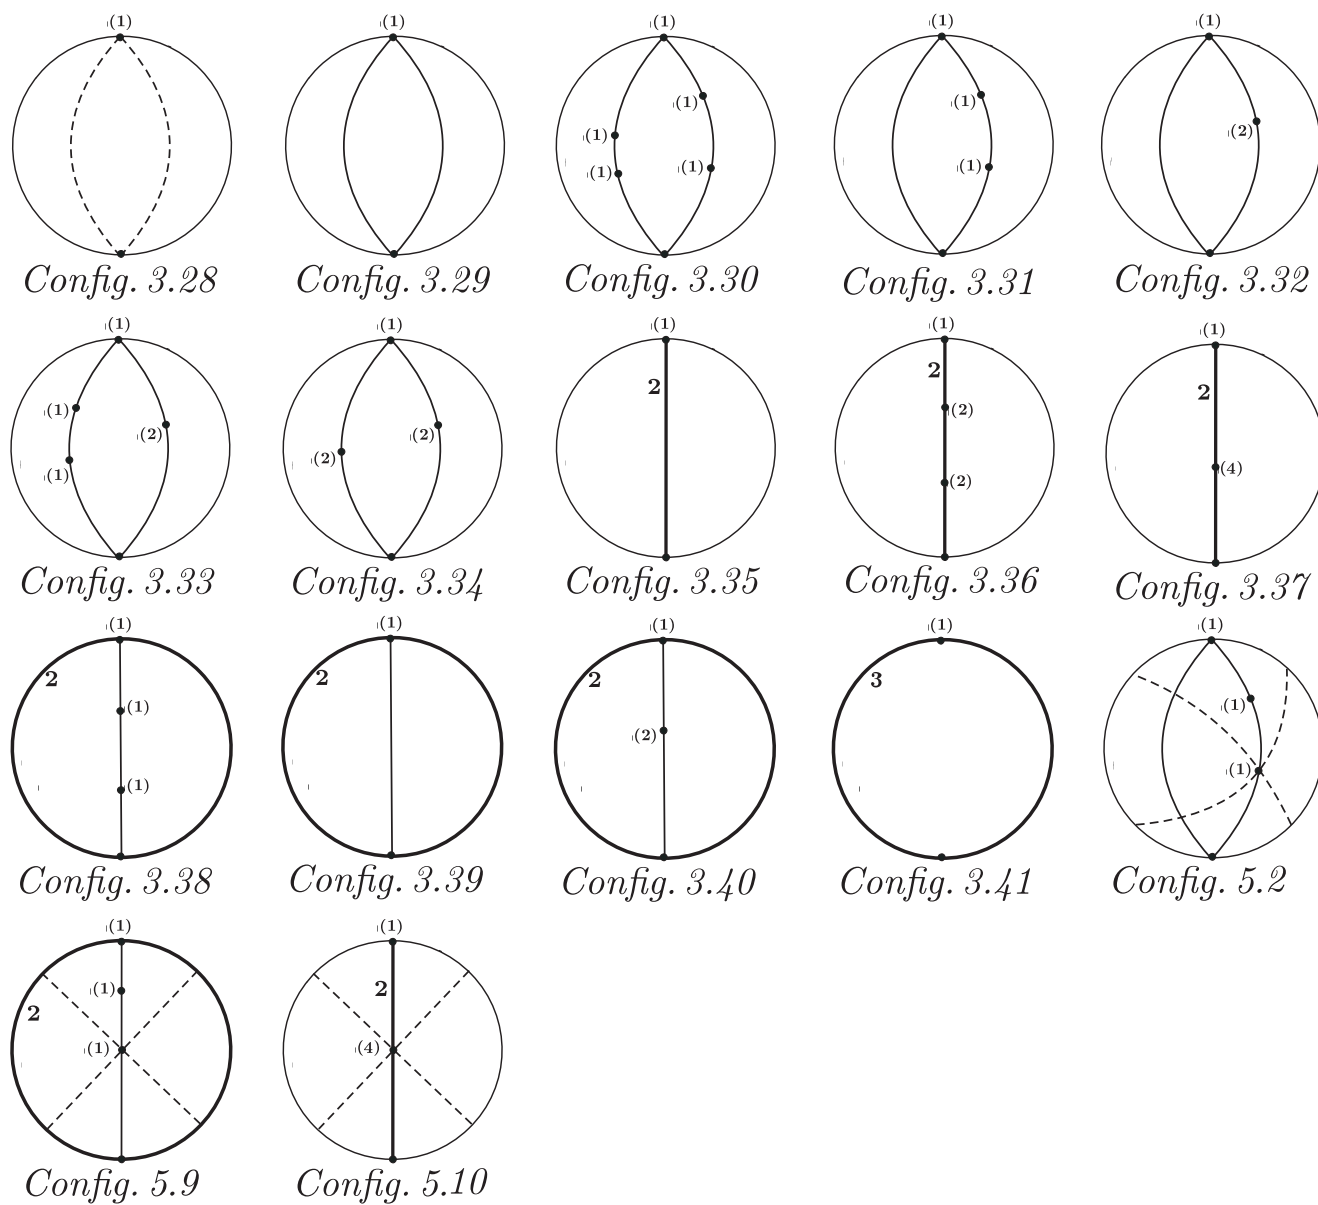 (1) (1) (1) (1) (1)
(1) (1)
(2)
(1)
(1) (1) (1)
Config. 3.28 Config. 3.29 Config. 3.30 Config. 3.31 Config. 3.32
(1) (1) (1) (1) (1)
2 2 2
(1) (2) (2) (2)
(2) (4)
(1) (2)
Config. 3.33 Config. 3.34 Config. 3.35 Config. 3.36 Config. 3.37
(1) (1) (1) (1) (1)
2 2 2 3
(1) (2) (1)
(1) (1)
Config. 3.38 Config. 3.39 Config. 3.40 Config. 3.41 Config. 5.2
(1) (1)
(1) 2
2
(1) (4)
Config. 5.9 Config. 5.10